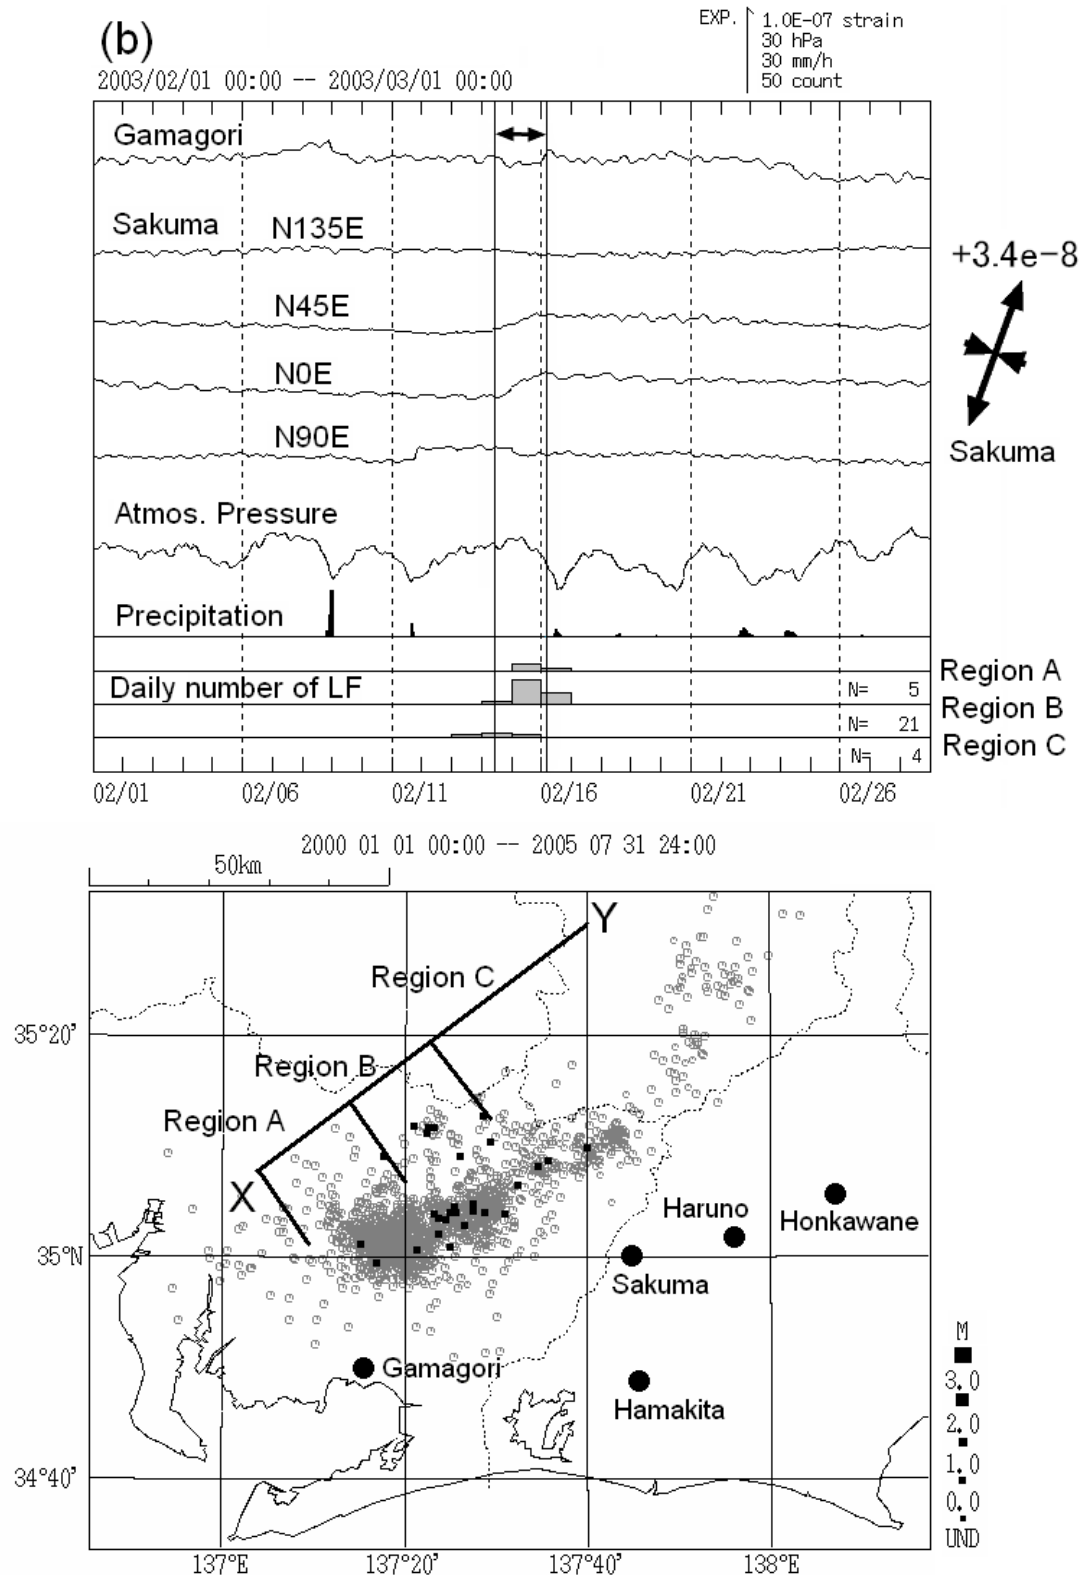 (b)
EXP. 1.0E-07 strain
30 hPa
30 mm/h
50 count
2003/02/01 00:00 -- 2003/03/01 00:00
Gamagori
Sakuma N135E
N45E
N0E
N90E
+3.4e-8
Sakuma
Atmos. Pressure
Precipitation
Daily number of LF
Region A
N= 5
Region B
N= 21
Region C
N= 4
02/01 02/06 02/11 02/16 02/21 02/26
2000 01 01 00:00 -- 2005 07 31 24:00
50km
Y
Region C
35°20'
Region B
Region A
X
Haruno
Honkawane
35°N
Sakuma
Gamagori
Hamakita
M
3.0
2.0
1.0
0.0
UND
34°40'
137°E 137°20' 137°40' 138°E